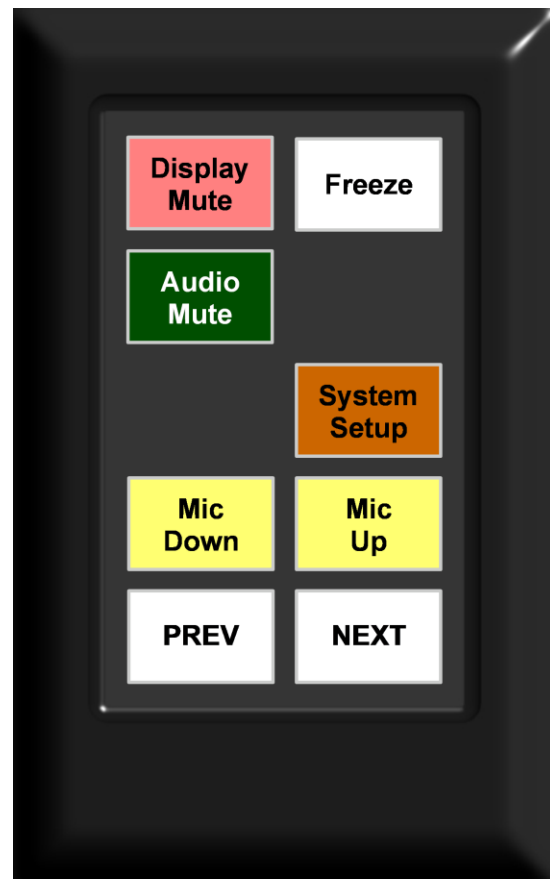 Display
Mute
Freeze
Audio
Mute
System
Setup
Mic
Down
Mic
Up
PREV
NEXT